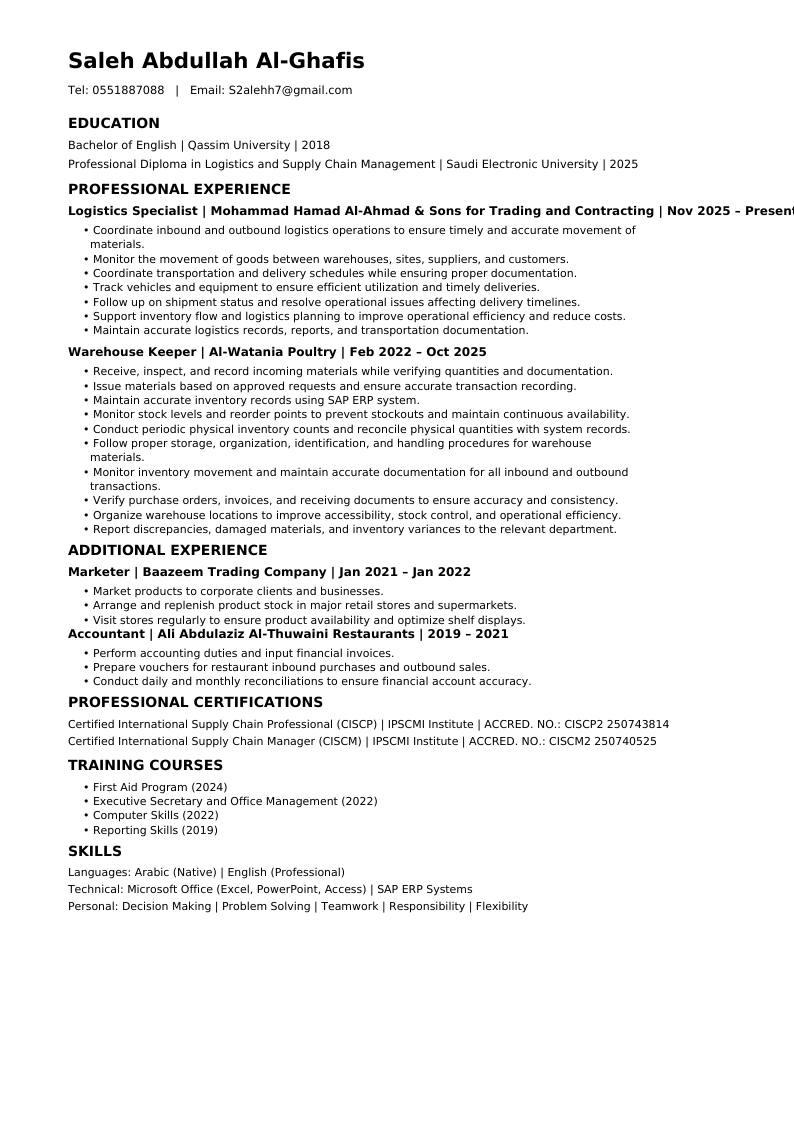 Saleh Abdullah Al-Ghafis
Tel: 0551887088 | Email: S2alehh7@gmail.com
EDUCATION
Bachelor of English | Qassim University | 2018
Professional Diploma in Logistics and Supply Chain Management | Saudi Electronic University | 2025
PROFESSIONAL EXPERIENCE
Logistics Specialist | Mohammad Hamad Al-Ahmad & Sons for Trading and Contracting | Nov 2025 – Present
• Coordinate inbound and outbound logistics operations to ensure timely and accurate movement of
materials.
• Monitor the movement of goods between warehouses, sites, suppliers, and customers.
• Coordinate transportation and delivery schedules while ensuring proper documentation.
• Track vehicles and equipment to ensure efficient utilization and timely deliveries.
• Follow up on shipment status and resolve operational issues affecting delivery timelines.
• Support inventory flow and logistics planning to improve operational efficiency and reduce costs.
• Maintain accurate logistics records, reports, and transportation documentation.
Warehouse Keeper | Al-Watania Poultry | Feb 2022 – Oct 2025
• Receive, inspect, and record incoming materials while verifying quantities and documentation.
• Issue materials based on approved requests and ensure accurate transaction recording.
• Maintain accurate inventory records using SAP ERP system.
• Monitor stock levels and reorder points to prevent stockouts and maintain continuous availability.
• Conduct periodic physical inventory counts and reconcile physical quantities with system records.
• Follow proper storage, organization, identification, and handling procedures for warehouse
materials.
• Monitor inventory movement and maintain accurate documentation for all inbound and outbound
transactions.
• Verify purchase orders, invoices, and receiving documents to ensure accuracy and consistency.
• Organize warehouse locations to improve accessibility, stock control, and operational efficiency.
• Report discrepancies, damaged materials, and inventory variances to the relevant department.
ADDITIONAL EXPERIENCE
Marketer | Baazeem Trading Company | Jan 2021 – Jan 2022
• Market products to corporate clients and businesses.
• Arrange and replenish product stock in major retail stores and supermarkets.
• Visit stores regularly to ensure product availability and optimize shelf displays.
Accountant | Ali Abdulaziz Al-Thuwaini Restaurants | 2019 – 2021
• Perform accounting duties and input financial invoices.
• Prepare vouchers for restaurant inbound purchases and outbound sales.
• Conduct daily and monthly reconciliations to ensure financial account accuracy.
PROFESSIONAL CERTIFICATIONS
Certified International Supply Chain Professional (CISCP) | IPSCMI Institute | ACCRED. NO.: CISCP2 250743814
Certified International Supply Chain Manager (CISCM) | IPSCMI Institute | ACCRED. NO.: CISCM2 250740525
TRAINING COURSES
• First Aid Program (2024)
• Executive Secretary and Office Management (2022)
• Computer Skills (2022)
• Reporting Skills (2019)
SKILLS
Languages: Arabic (Native) | English (Professional)
Technical: Microsoft Office (Excel, PowerPoint, Access) | SAP ERP Systems
Personal: Decision Making | Problem Solving | Teamwork | Responsibility | Flexibility